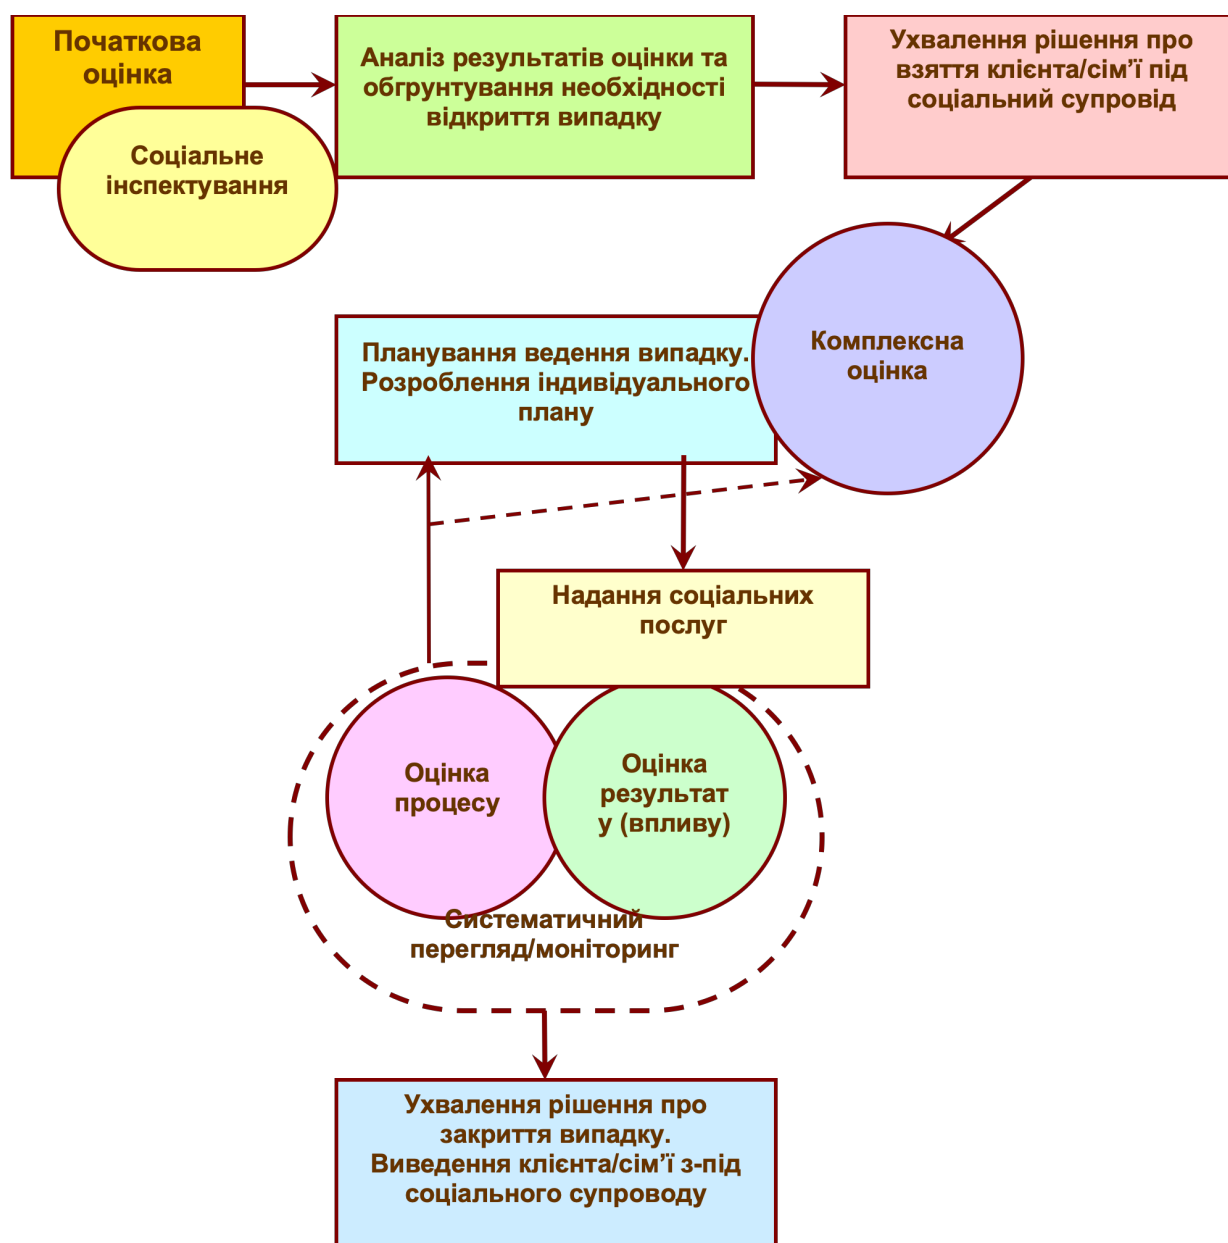 Початкова
оцінка
Соціальне
інспектування
Аналіз результатів оцінки та
обгрунтування необхідності
відкриття випадку
Ухвалення рішення про
взяття клієнта/сім’ї під
соціальний супровід
Комплексна
оцінка
Планування ведення випадку.
Розроблення індивідуального
плану
Надання соціальних
послуг
Оцінка
процесу
Оцінка
результат
у (впливу)
Систематичний
перегляд/моніторинг
Ухвалення рішення про
закриття випадку.
Виведення клієнта/сім’ї з-під
соціального супроводу